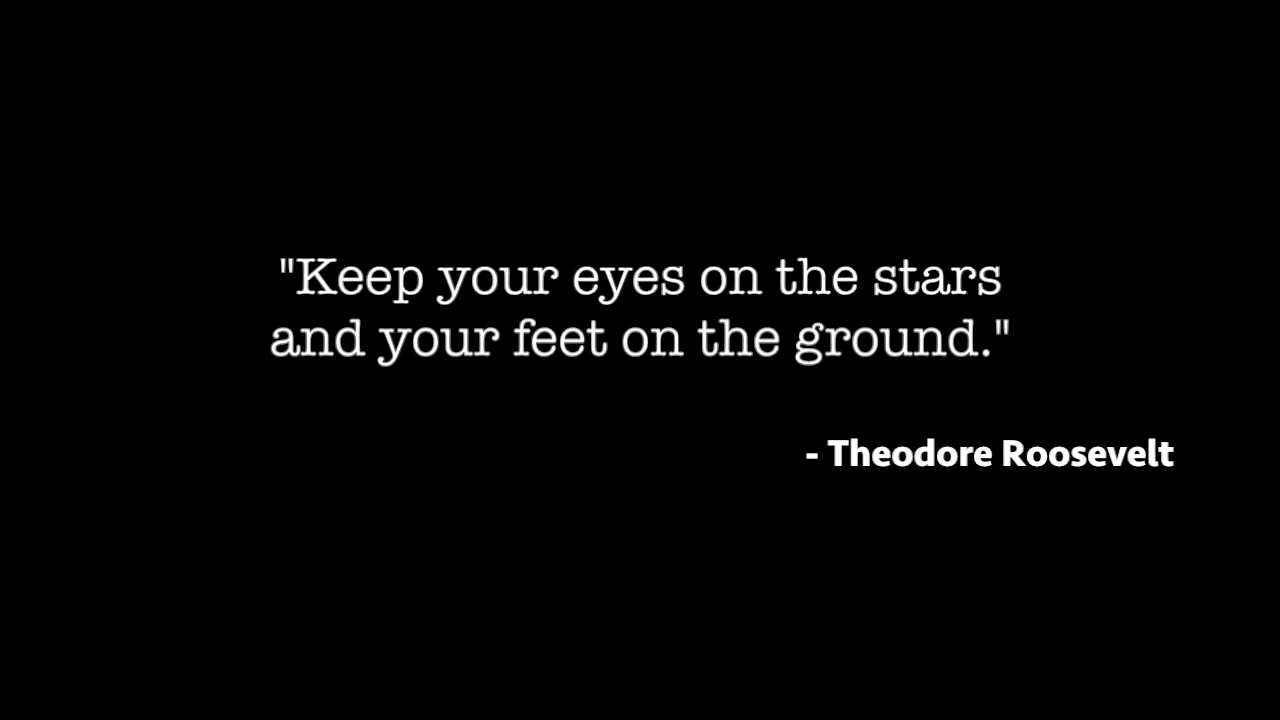 "Keep your eyes on the stars
and your feet on the ground."
- Theodore Roosevelt